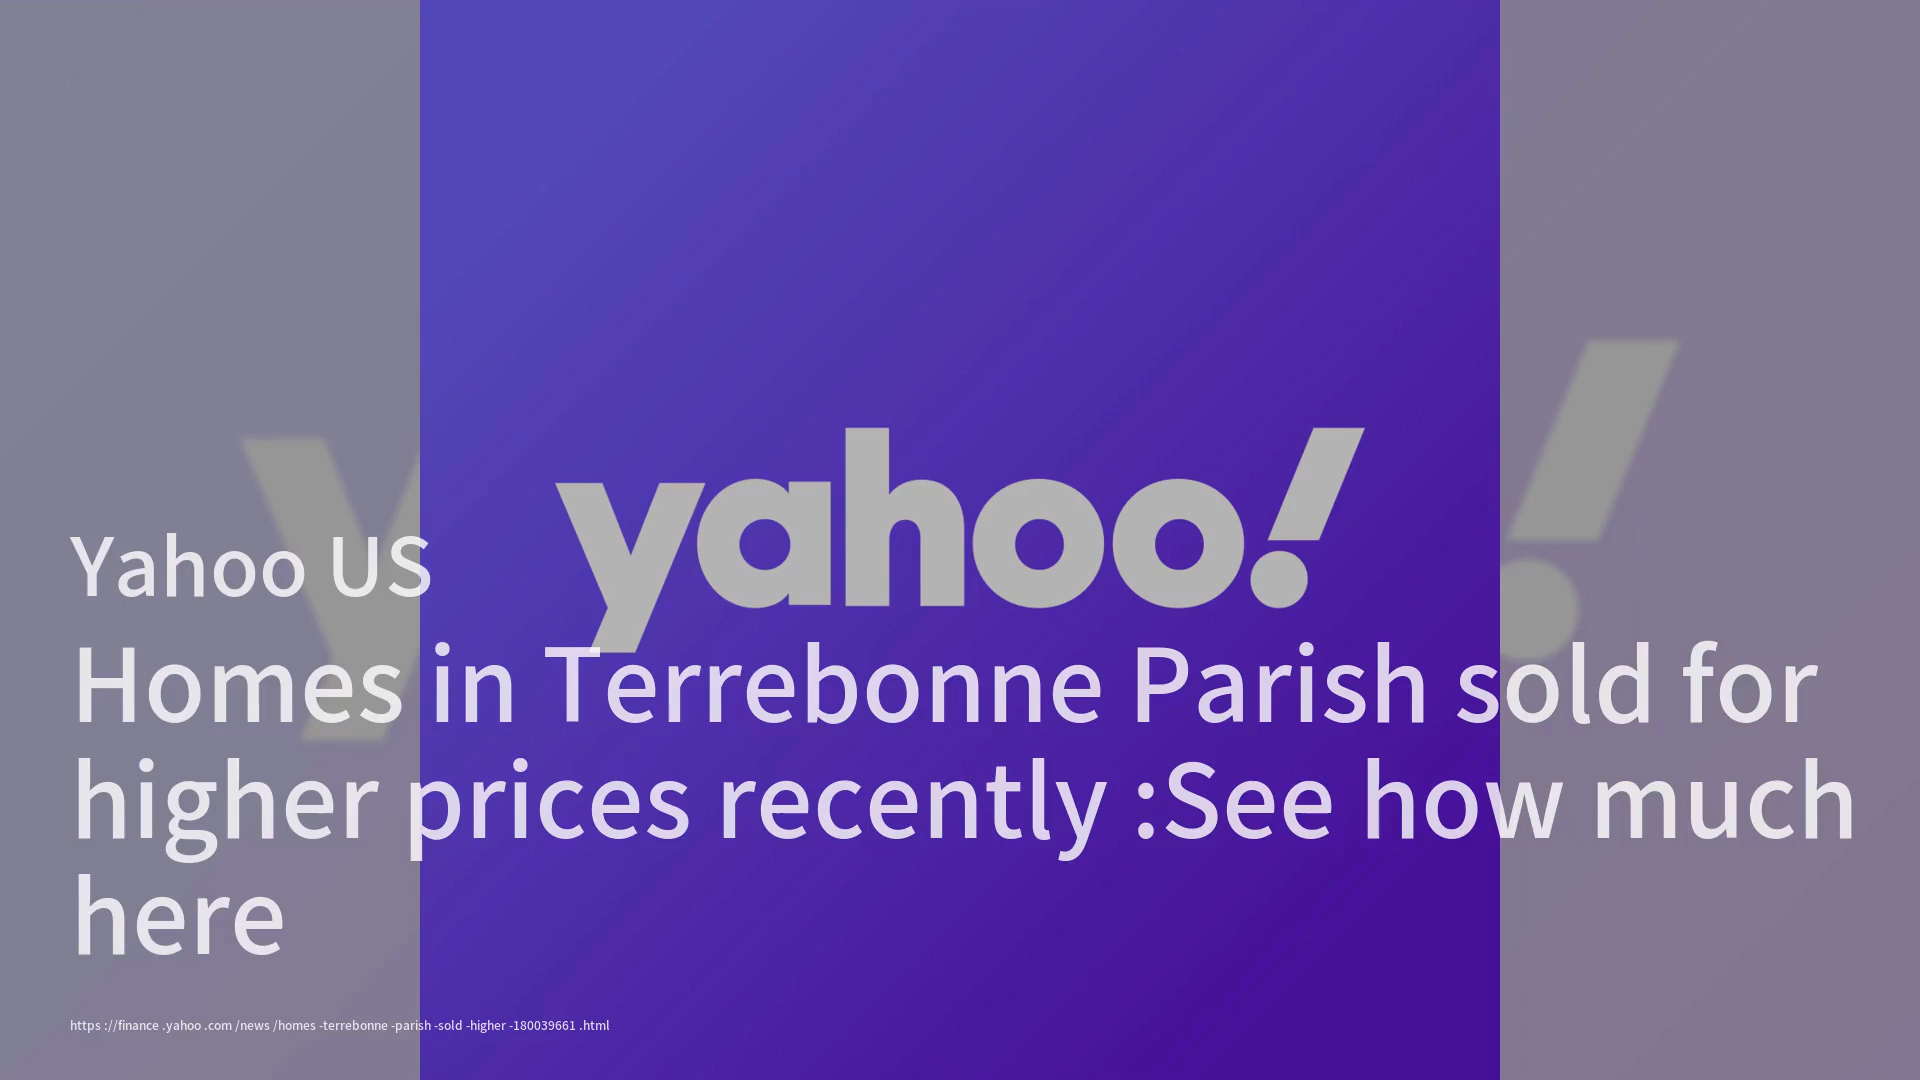 yahoo!
Yahoo US
Homes in Terrebonne Parish sold for
higher prices recently :See how much
here
https ://finance .yahoo .com /news /homes -terrebonne -parish -sold -higher -180039661 .html